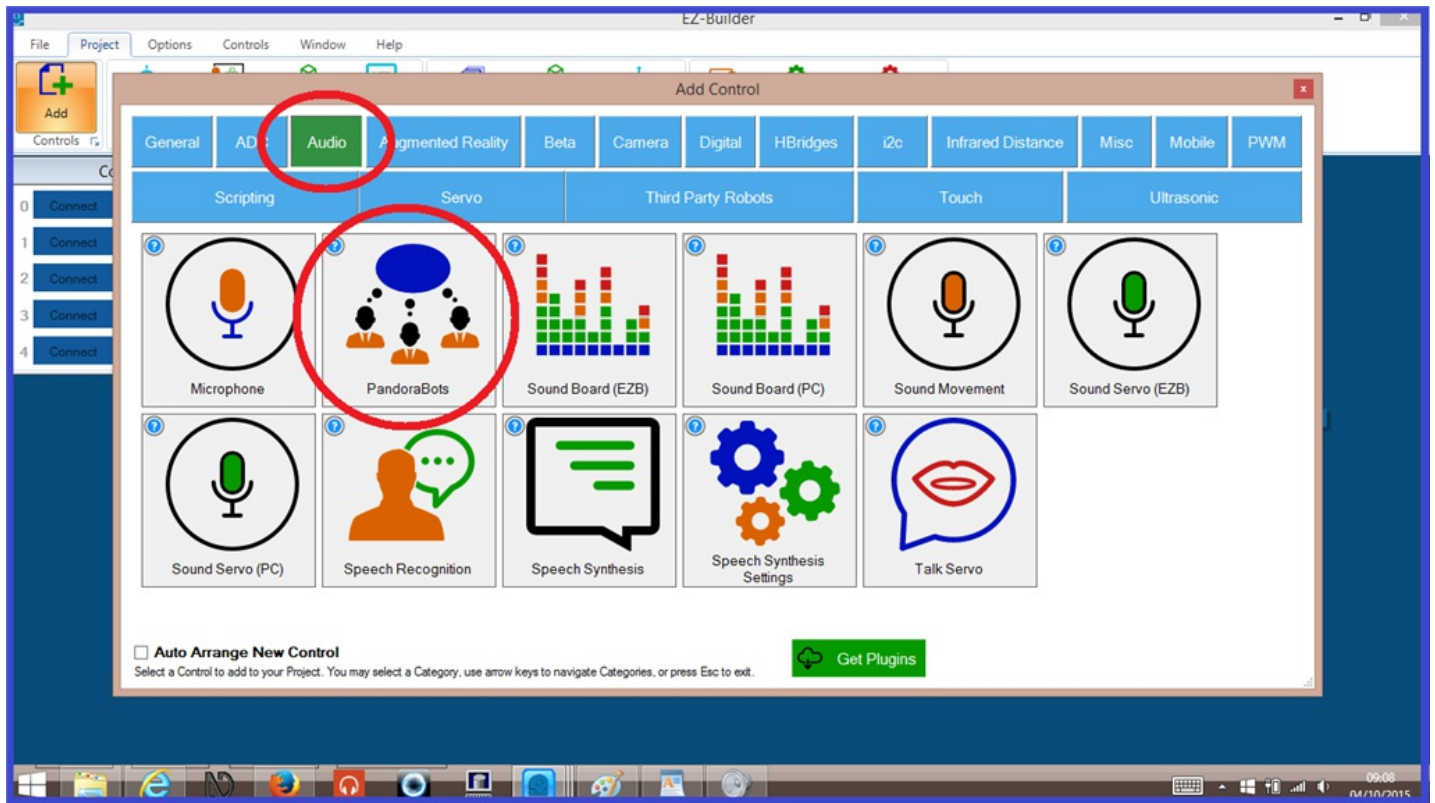 EZ-Builder
File Project Options Controls Window Help
Add
Controls
Add Control
General Audio Augmented Reality Beta Camera Digital HBridges i2c Infrared Distance Misc Mobile PWM
Scripting Servo Third Party Robots Touch Ultrasonic
0 Connect
1 Connect
2 Connect
3 Connect
4 Connect
Microphone PandoraBots Sound Board (EZB) Sound Board (PC) Sound Movement Sound Servo (EZB)
Sound Servo (PC) Speech Recognition Speech Synthesis Speech Synthesis Settings Talk Servo
Auto Arrange New Control
Select a Control to add to your Project. You may select a Category, use arrow keys to navigate Categories, or press Esc to exit.
Get Plugins
09:08
04/10/2015